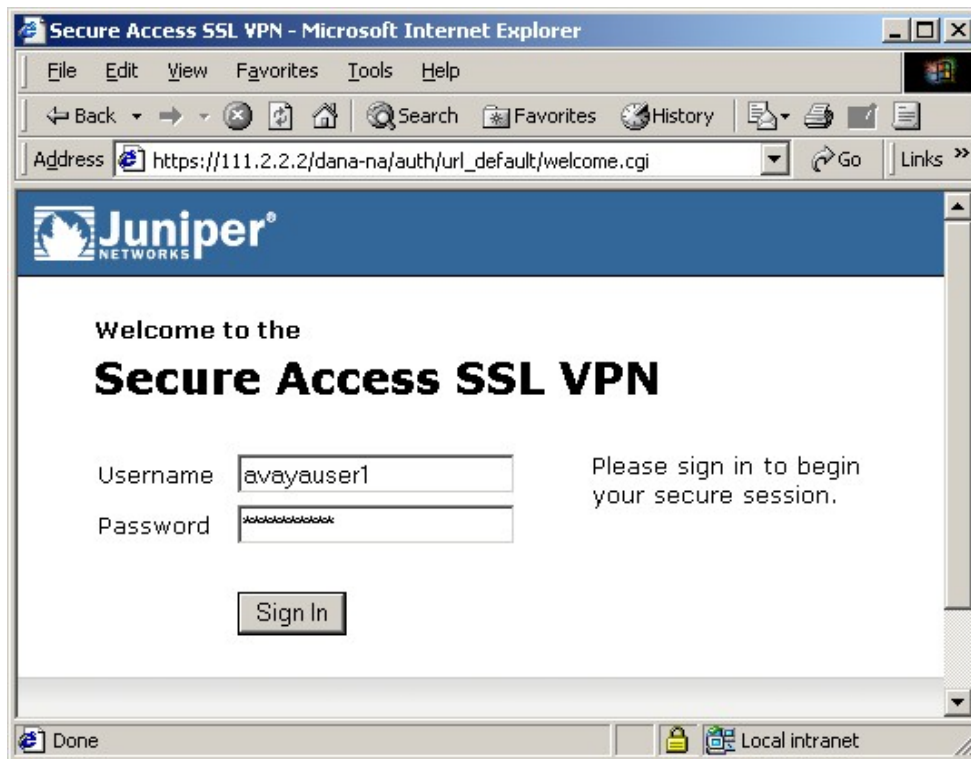 Secure Access SSL VPN - Microsoft Internet Explorer
File Edit View Favorites Tools Help
Back Search Favorites History
Address https://111.2.2.2/dana-na/auth/url_default/welcome.cgi Go Links »
Juniper®
NETWORKS
Welcome to the
Secure Access SSL VPN
Username avayauser1
Please sign in to begin
your secure session.
Password ************
Sign In
Done Local intranet